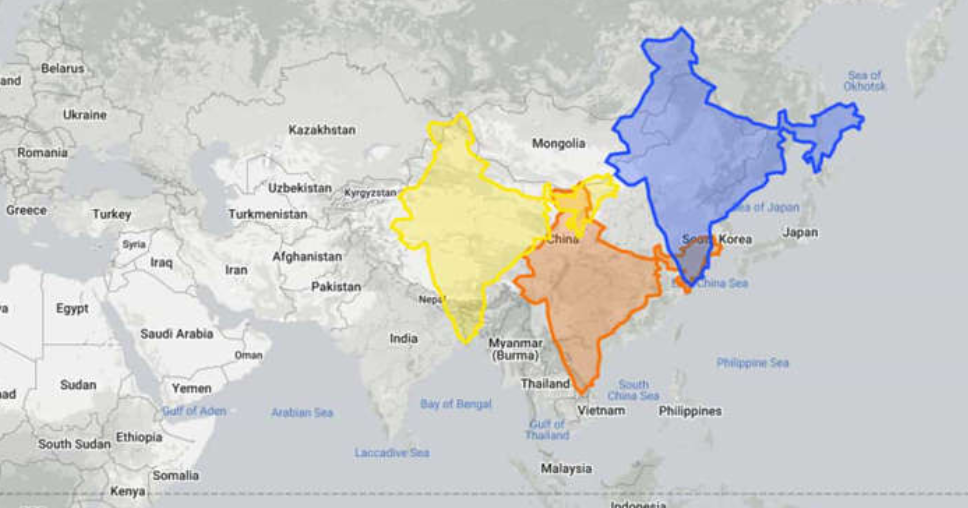 Belarus
and
Ukraine
Romania
Greece
Turkey
Kazakhstan
Uzbekistan
Kyrgyzstan
Turkmenistan
Mongolia
Sea of
Okhotsk
ea of Japan
South Korea
Japan
China
Syria
Iraq
Iran
Afghanistan
Pakistan
Nepal
East China Sea
Egypt
Saudi Arabia
Oman
India
Myanmar
(Burma)
Philippine Sea
Sudan
Yemen
Gulf of Aden
Arabian Sea
Bay of Bengal
Thailand
South
China Sea
Vietnam
Philippines
Gulf of
Thailand
South Sudan
Ethiopia
Laccadive Sea
Somalia
Kenya
Malaysia
Indonesia